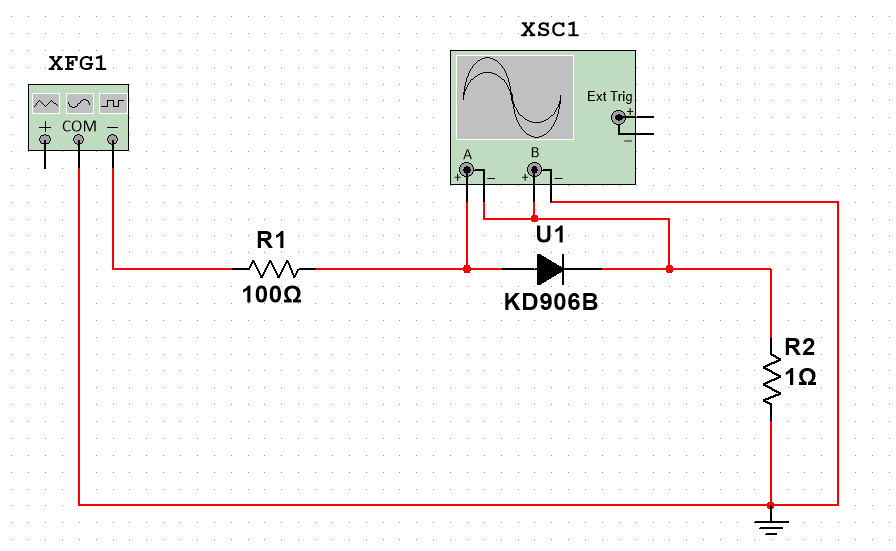 XSC1
XFG1
Ext Trig
+
+ COM −
A B
−
+ − + −
U1
R1
100Ω
KD906B
R2
1Ω